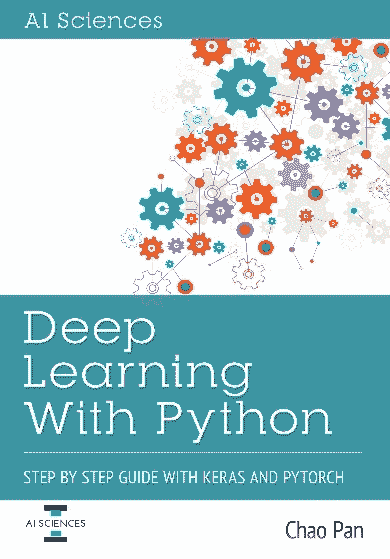 AI Sciences
Deep
Learning
With Python
STEP BY STEP GUIDE WITH KERAS AND PYTORCH
AI SCIENCES
Chao Pan